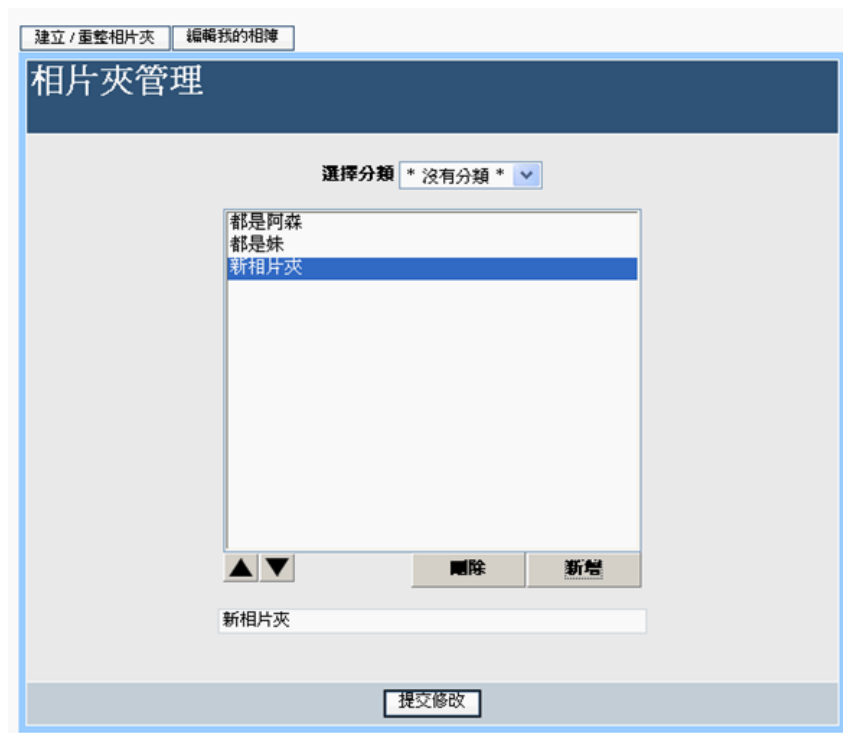 建立 / 重整相片夾 編輯我的相簿
相片夾管理
選擇分類 * 沒有分類 *
都是阿森
都是妹
新相片夾
刪除 新增
新相片夾
提交修改